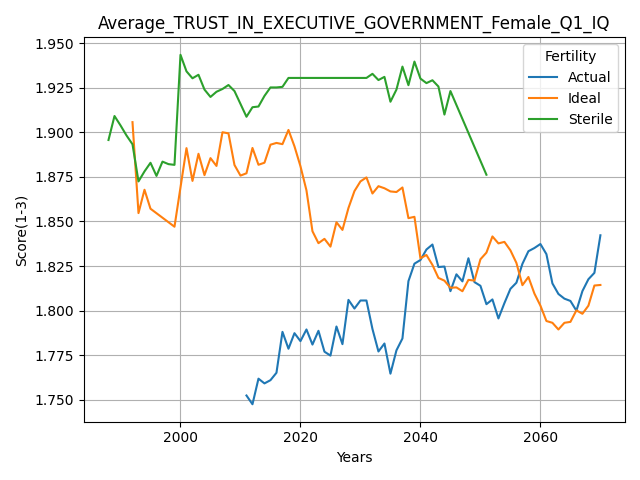 Average_TRUST_IN_EXECUTIVE_GOVERNMENT_Female_Q1_IQ
Fertility
Actual
Ideal
Sterile
Score(1-3)
1.950
1.925
1.900
1.875
1.850
1.825
1.800
1.775
1.750
2000
2020
2040
2060
Years